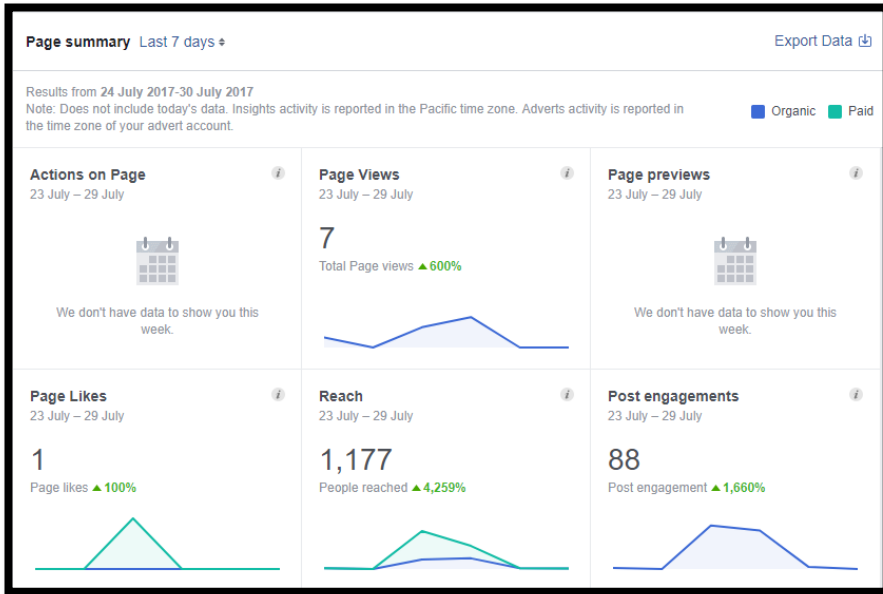 Page summary Last 7 days
Export Data
Results from 24 July 2017-30 July 2017
Note: Does not include today's data. Insights activity is reported in the Pacific time zone. Adverts activity is reported in
the time zone of your advert account.
Organic Paid
Actions on Page
23 July – 29 July
We don't have data to show you this
week.
Page Views
23 July – 29 July
7
Total Page views ▲600%
Page previews
23 July – 29 July
We don't have data to show you this
week.
Page Likes
23 July – 29 July
1
Page likes ▲100%
Reach
23 July – 29 July
1,177
People reached ▲4,259%
Post engagements
23 July – 29 July
88
Post engagement ▲1,660%